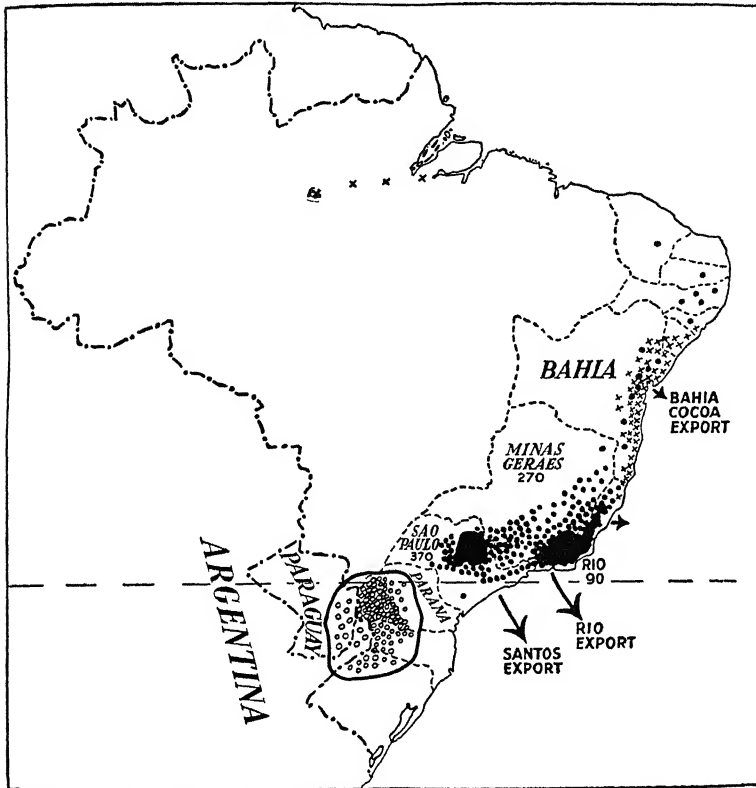 BAHIA
BAHIA
COCOA
EXPORT
MINAS
GERAES
270
SAO
PAULO
370
RIO
90
PARANA
PARAGUAY
ARGENTINA
SANTOS
EXPORT
RIO
EXPORT